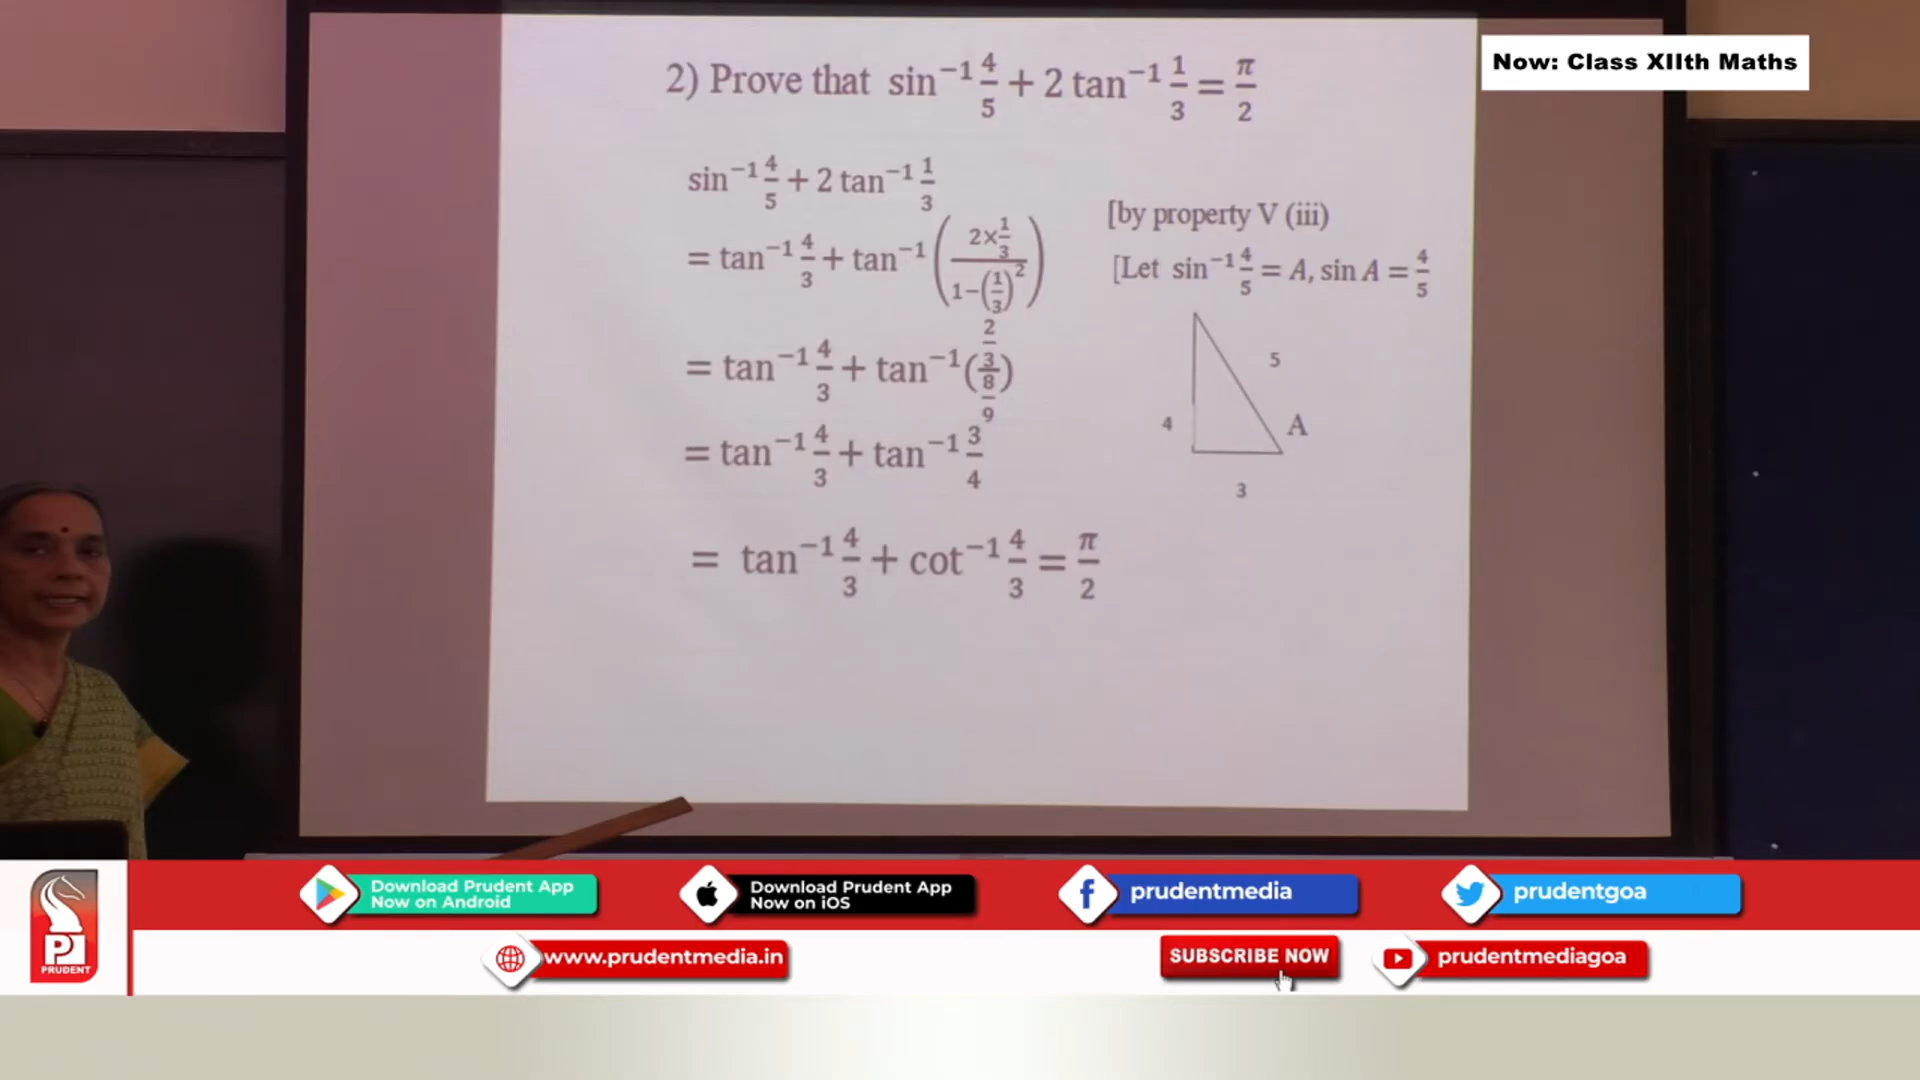 Now: Class XIIth Maths
2) Prove that sin⁻¹ 4/5 + 2 tan⁻¹ 1/3 = π/2
sin⁻¹ 4/5 + 2 tan⁻¹ 1/3
[by property V (iii)
= tan⁻¹ 4/3 + tan⁻¹ ( (2×1/3) / (1−(1/3)²) )
[Let sin⁻¹ 4/5 = A, sin A = 4/5
= tan⁻¹ 4/3 + tan⁻¹ ( (2/3) / (8/9) )
5
4
A
3
= tan⁻¹ 4/3 + tan⁻¹ 3/4
= tan⁻¹ 4/3 + cot⁻¹ 4/3 = π/2
PRUDENT
Download Prudent App
Now on Android
Download Prudent App
Now on iOS
prudentmedia
prudentgoa
www.prudentmedia.in
SUBSCRIBE NOW
prudentmediagoa